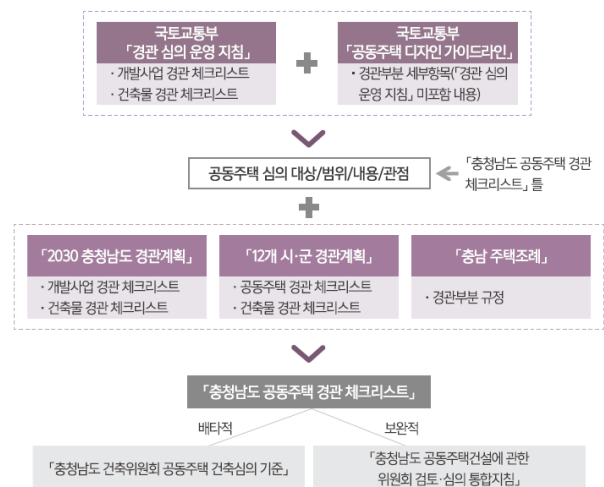 국토교통부
「경관 심의 운영 지침」
· 개발사업 경관 체크리스트
· 건축물 경관 체크리스트
+
국토교통부
「공동주택 디자인 가이드라인」
· 경관부분 세부항목(「경관 심의
운영 지침」 미포함 내용)
공동주택 심의 대상/범위/내용/관점
「충청남도 공동주택 경관
체크리스트」 틀
+
「2030 충청남도 경관계획」
· 개발사업 경관 체크리스트
· 건축물 경관 체크리스트
「12개 시·군 경관계획」
· 공동주택 경관 체크리스트
· 건축물 경관 체크리스트
「충남 주택조례」
· 경관부분 규정
「충청남도 공동주택 경관 체크리스트」
배타적
보완적
「충청남도 건축위원회 공동주택 건축심의 기준」
「충청남도 공동주택건설에 관한
위원회 검토·심의 통합지침」